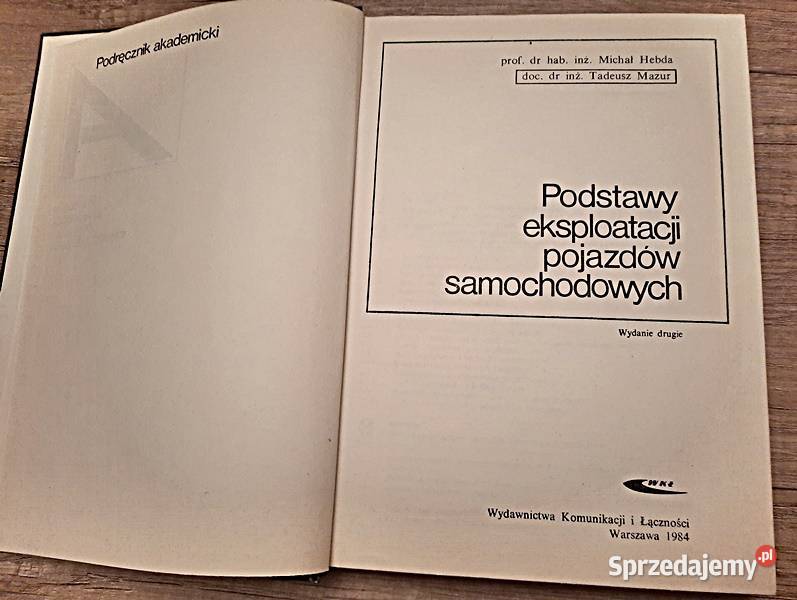 Podręcznik akademicki
prof. dr hab. inż. Michał Hebda
doc. dr inż. Tadeusz Mazur
Podstawy
eksploatacji
pojazdów
samochodowych
Wydanie drugie
WKŁ
Wydawnictwa Komunikacji i Łączności
Warszawa 1984
Sprzedajemy.pl